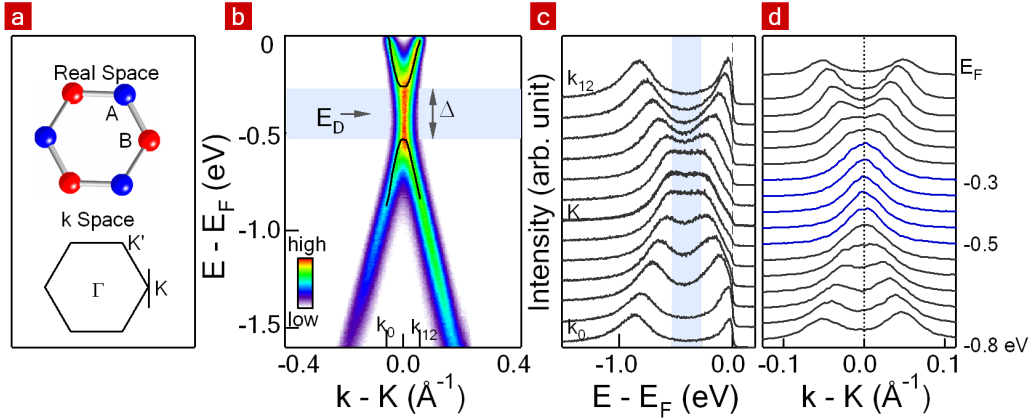 a
Real Space
A
B
k Space
K'
Γ
K
b
E - E_F (eV)
0
-0.5
-1.0
-1.5
E_D
Δ
high
low
k_0
k_12
-0.4
0.0
0.4
k - K (Å⁻¹)
c
Intensity (arb. unit)
k_12
K
k_0
-1.0
0.0
E - E_F (eV)
d
E_F
-0.3
-0.5
-0.8 eV
-0.1
0.0
0.1
k - K (Å⁻¹)